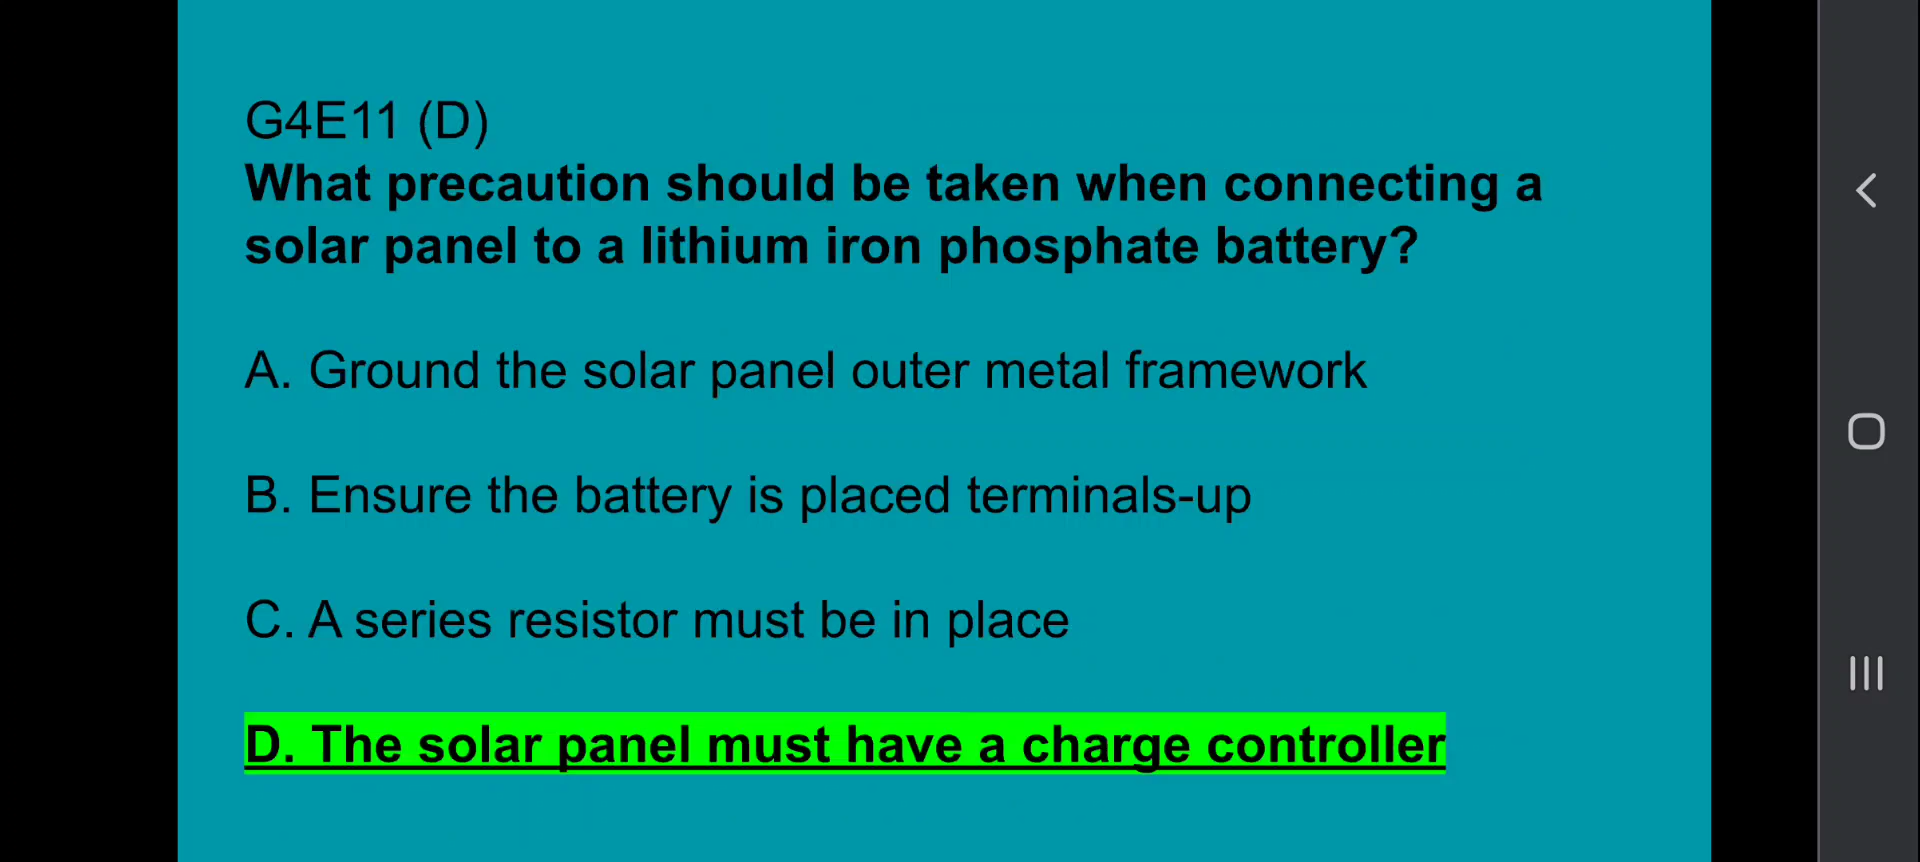 G4E11 (D)
What precaution should be taken when connecting a
solar panel to a lithium iron phosphate battery?
A. Ground the solar panel outer metal framework
B. Ensure the battery is placed terminals-up
C. A series resistor must be in place
D. The solar panel must have a charge controller